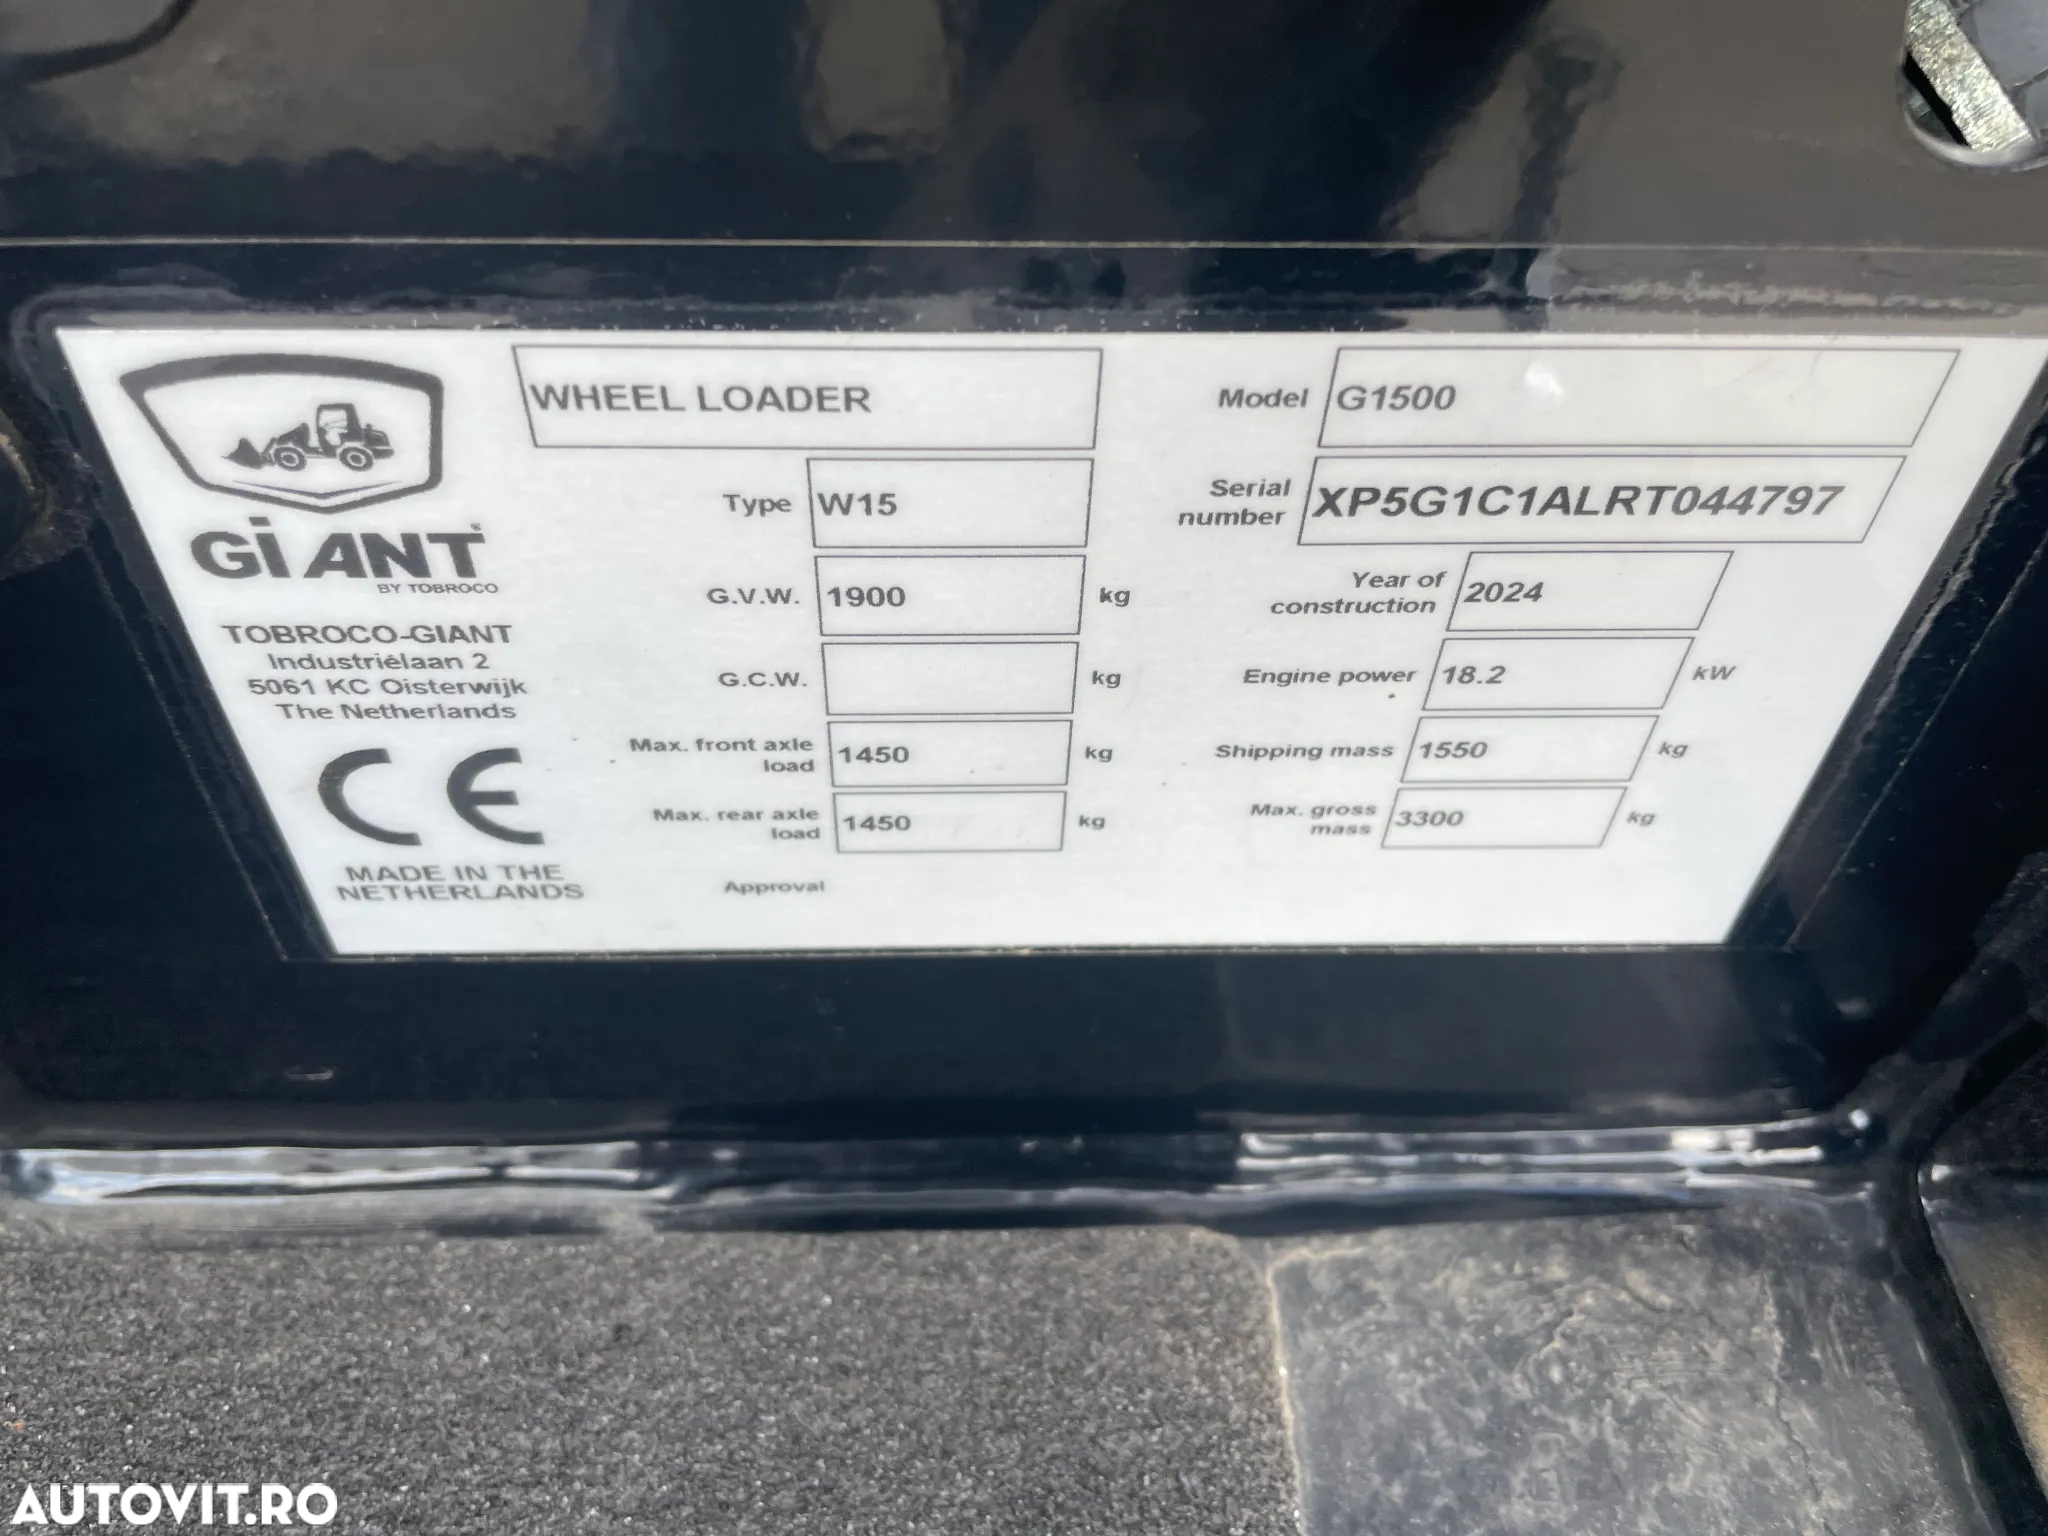 GiANT
BY TOBROCO
TOBROCO-GIANT
Industriëlaan 2
5061 KC Oisterwijk
The Netherlands
CE
MADE IN THE
NETHERLANDS
WHEEL LOADER
Type W15
G.V.W. 1900 kg
G.C.W. kg
Max. front axle
load 1450 kg
Max. rear axle
load 1450 kg
Approval
Model G1500
Serial
number XP5G1C1ALRT044797
Year of
construction 2024
Engine power 18.2 kW
Shipping mass 1550 kg
Max. gross
mass 3300 kg
AUTOVIT.RO